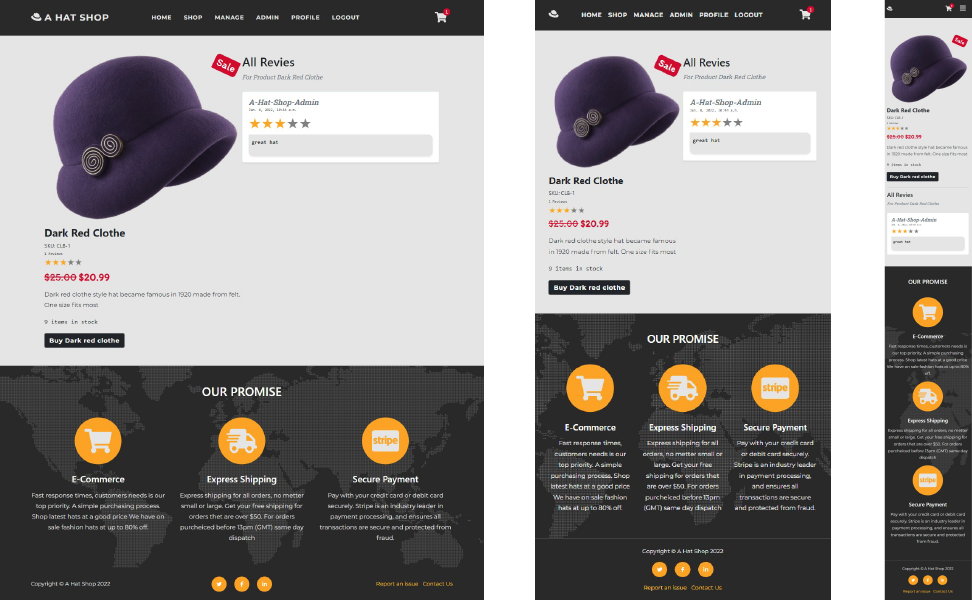 A HAT SHOP
HOME SHOP MANAGE ADMIN PROFILE LOGOUT
1
Sale
All Revies
For Product Dark Red Clothe
A-Hat-Shop-Admin
great hat
Dark Red Clothe
SKU: CLB-1
1 Reviews
$25.00 $20.99
Dark red clothe style hat became famous in 1920 made from felt.
One size fits most
9 items in stock
Buy Dark red clothe
OUR PROMISE
E-Commerce
Fast response times, customers needs is our
top priority. A simple purchasing process.
Shop latest hats at a good price We have on
sale fashion hats at up to 80% off.
Express Shipping
Express shipping for all orders, no metter
small or large. Get your free shipping for
orders that are over $50. For orders
purcheiced before 13pm (GMT) same day
dispatch
stripe
Secure Payment
Pay with your credit card or debit card
securely. Stripe is an industry leader in
payment processing, and ensures all
transactions are secure and protected from
fraud.
Copyright © A Hat Shop 2022
Report an issue Contact Us
HOME SHOP MANAGE ADMIN PROFILE LOGOUT
1
Sale
All Revies
For Product Dark Red Clothe
A-Hat-Shop-Admin
great hat
Dark Red Clothe
SKU: CLB-1
1 Reviews
$25.00 $20.99
Dark red clothe style hat became famous
in 1920 made from felt. One size fits most
9 items in stock
Buy Dark red clothe
OUR PROMISE
E-Commerce
Fast response times,
customers needs is our
top priority. A simple
purchasing process. Shop
latest hats at a good price
We have on sale fashion
hats at up to 80% off.
Express Shipping
Express shipping for all
orders, no metter small or
large. Get your free
shipping for orders that
are over $50. For orders
purcheiced before 13pm
(GMT) same day dispatch
stripe
Secure Payment
Pay with your credit card
or debit card securely.
Stripe is an industry leader
in payment processing,
and ensures all
transactions are secure
and protected from fraud.
Copyright © A Hat Shop 2022
Report an issue Contact Us
Sale
Dark Red Clothe
SKU: CLB-1
$25.00 $20.99
Dark red clothe style hat became famous
in 1920 made from felt. One size fits most
9 items in stock
Buy Dark red clothe
All Revies
For Product Dark Red Clothe
A-Hat-Shop-Admin
great hat
OUR PROMISE
E-Commerce
Fast response times, customers needs is
our top priority. A simple purchasing
process. Shop latest hats at a good price
We have on sale fashion hats at up to 80%
off.
Express Shipping
Express shipping for all orders, no metter
small or large. Get your free shipping for
orders that are over $50. For orders
purcheiced before 13pm (GMT) same day
dispatch
stripe
Secure Payment
Pay with your credit card or debit card
securely. Stripe is an industry leader in
payment processing, and ensures all
transactions are secure and protected
from fraud.
Copyright © A Hat Shop 2022
Report an issue Contact Us